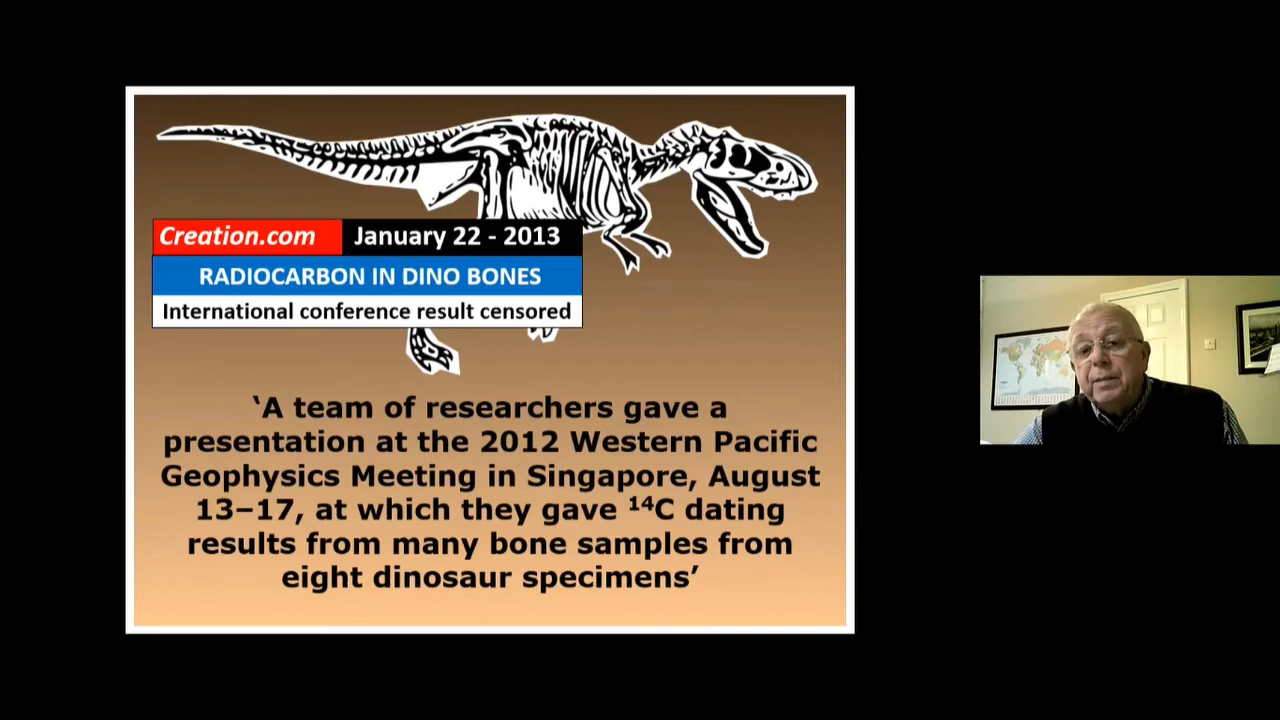 Creation.com January 22 - 2013
RADIOCARBON IN DINO BONES
International conference result censored
‘A team of researchers gave a
presentation at the 2012 Western Pacific
Geophysics Meeting in Singapore, August
13–17, at which they gave ¹⁴C dating
results from many bone samples from
eight dinosaur specimens’